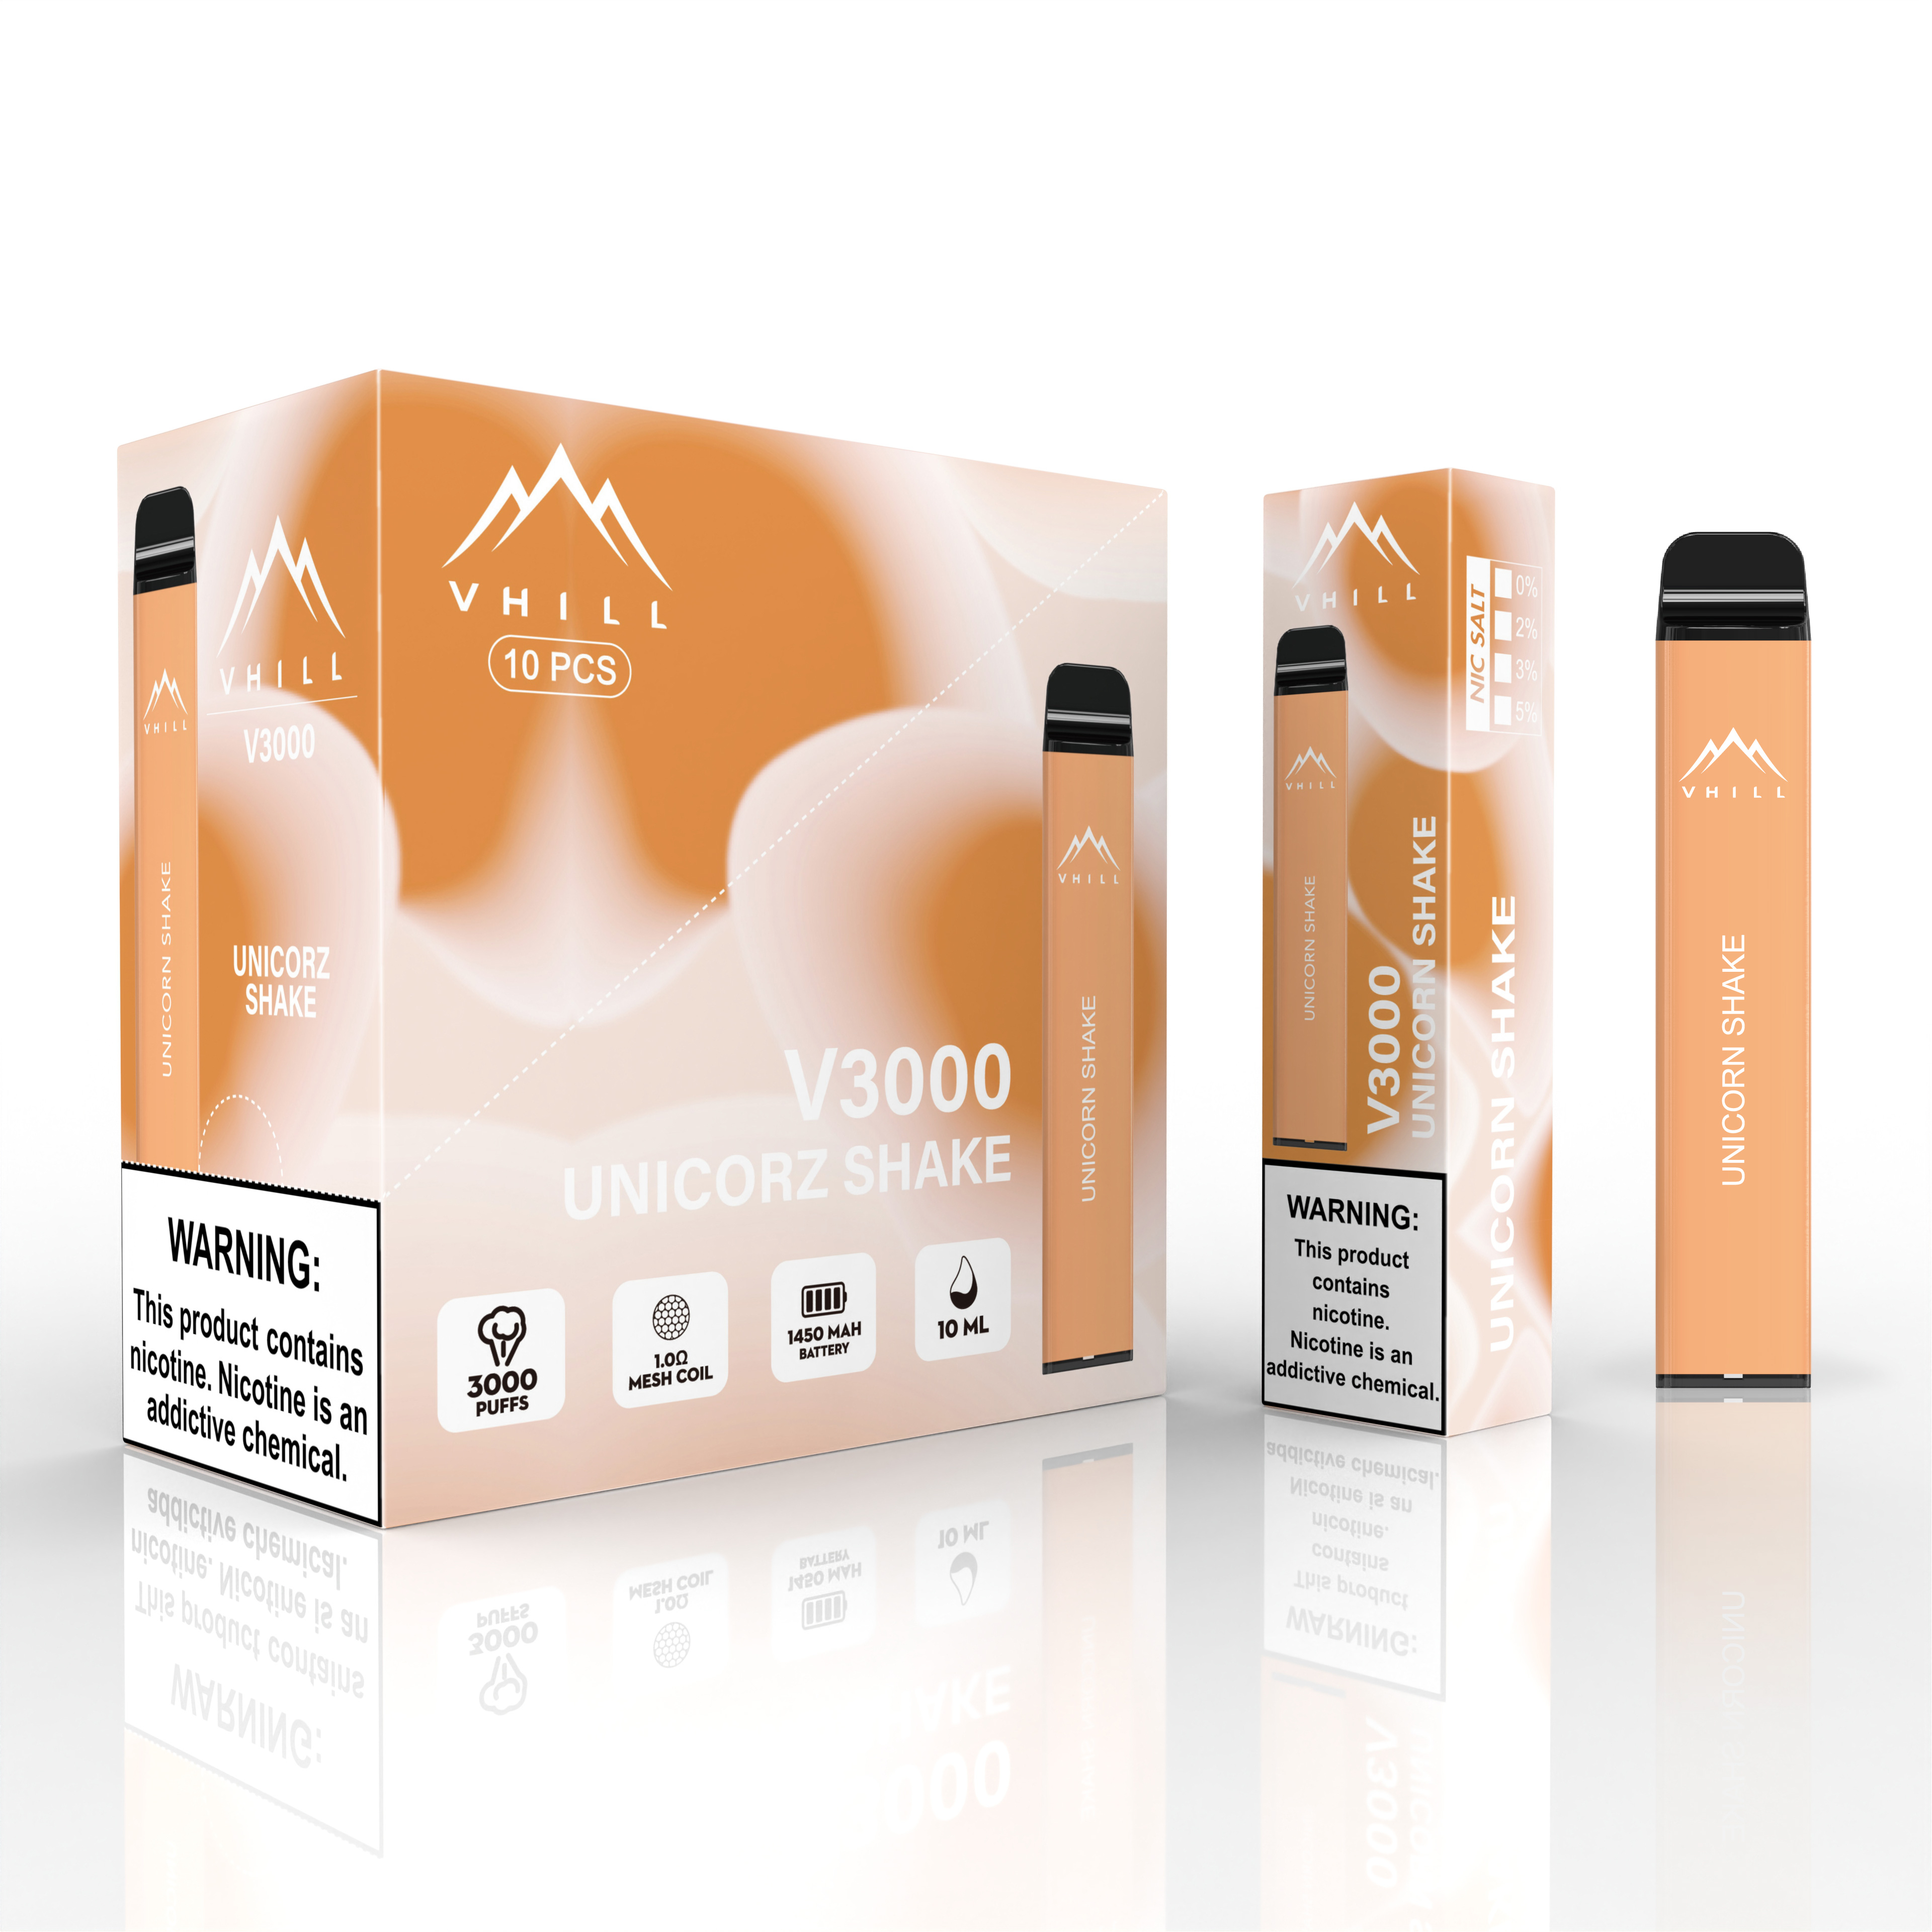 VHILL
V3000
VHILL
UNICORN SHAKE
UNICORZ
SHAKE
WARNING:
This product contains
nicotine. Nicotine is an
addictive chemical.
VHILL
10 PCS
V3000
UNICORZ SHAKE
3000
PUFFS
1.0Ω
MESH COIL
1450 MAH
BATTERY
10 ML
VHILL
UNICORN SHAKE
VHILL
VHILL
UNICORN SHAKE
V3000
UNICORN SHAKE
WARNING:
This product
contains
nicotine.
Nicotine is an
addictive chemical.
NIC SALT
0%
2%
3%
5%
UNICORN SHAKE
VHILL
UNICORN SHAKE